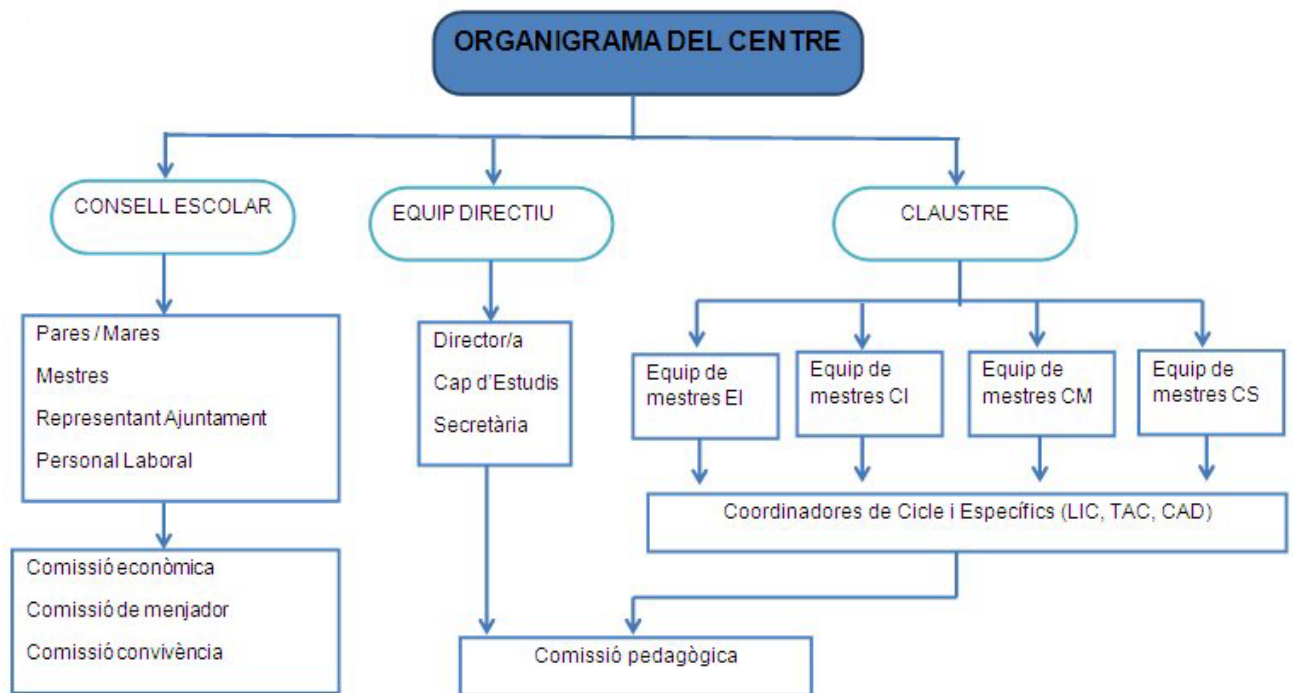 ORGANIGRAMA DEL CENTRE
CONSELL ESCOLAR
EQUIP DIRECTIU
CLAUSTRE
Pares / Mares
Mestres
Representant Ajuntament
Personal Laboral
Director/a
Cap d'Estudis
Secretària
Equip de
mestres EI
Equip de
mestres CI
Equip de
mestres CM
Equip de
mestres CS
Coordinadores de Cicle i Específics (LIC, TAC, CAD)
Comissió econòmica
Comissió de menjador
Comissió convivència
Comissió pedagògica